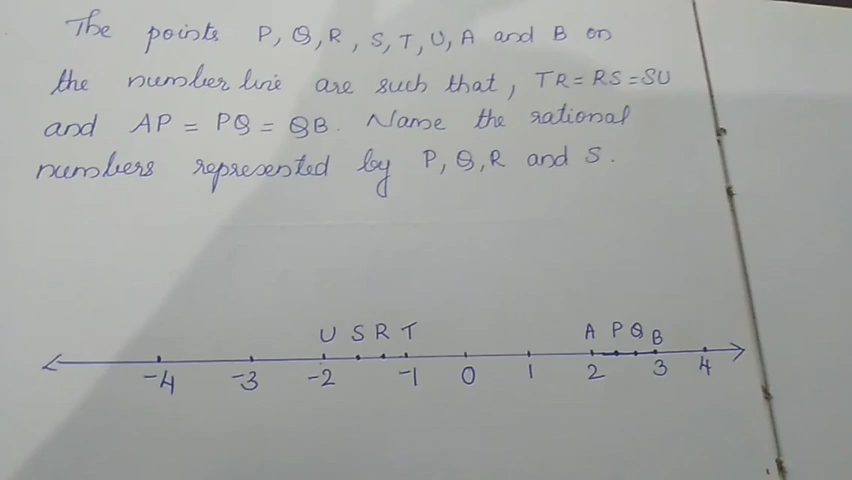 The points P, Q, R, S, T, U, A and B on
the number line are such that, TR = RS = SU
and AP = PQ = QB. Name the rational
numbers represented by P, Q, R and S.
U S R T A P Q B
-4 -3 -2 -1 0 1 2 3 4